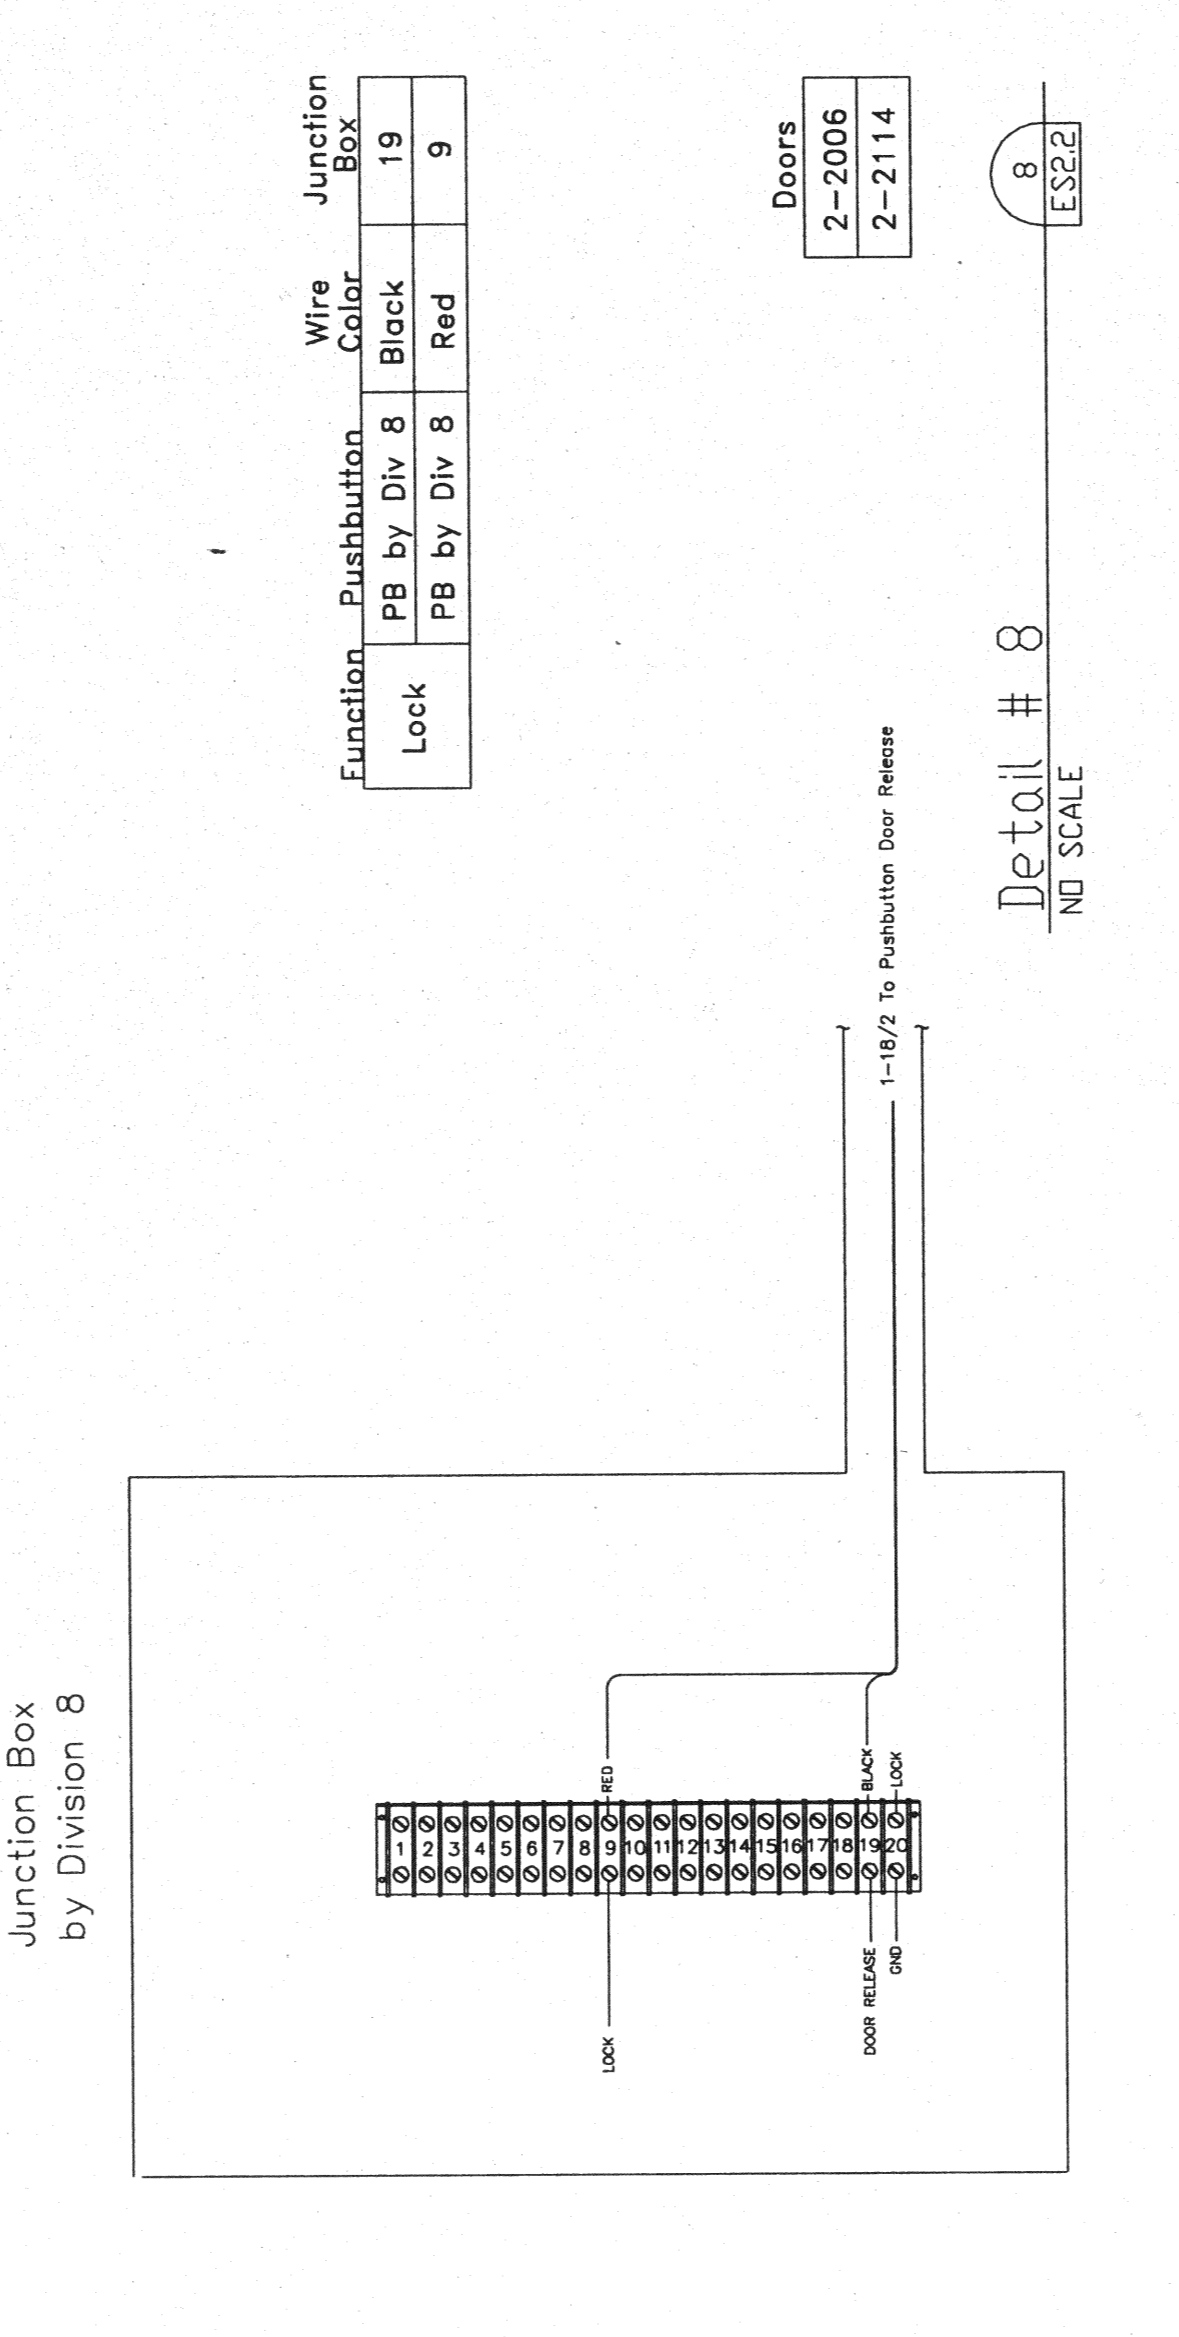 Junction Box
by Division 8
LOCK
DOOR RELEASE
GND
1
2
3
4
5
6
7
8
9
10
11
12
13
14
15
16
17
18
19
20
RED
BLACK
LOCK
1-18/2 To Pushbutton Door Release
Function Pushbutton Wire Color Junction Box
Lock PB by Div 8 Black 19
PB by Div 8 Red 9
Doors
2-2006
2-2114
Detail # 8
NO SCALE
8
ES2.2